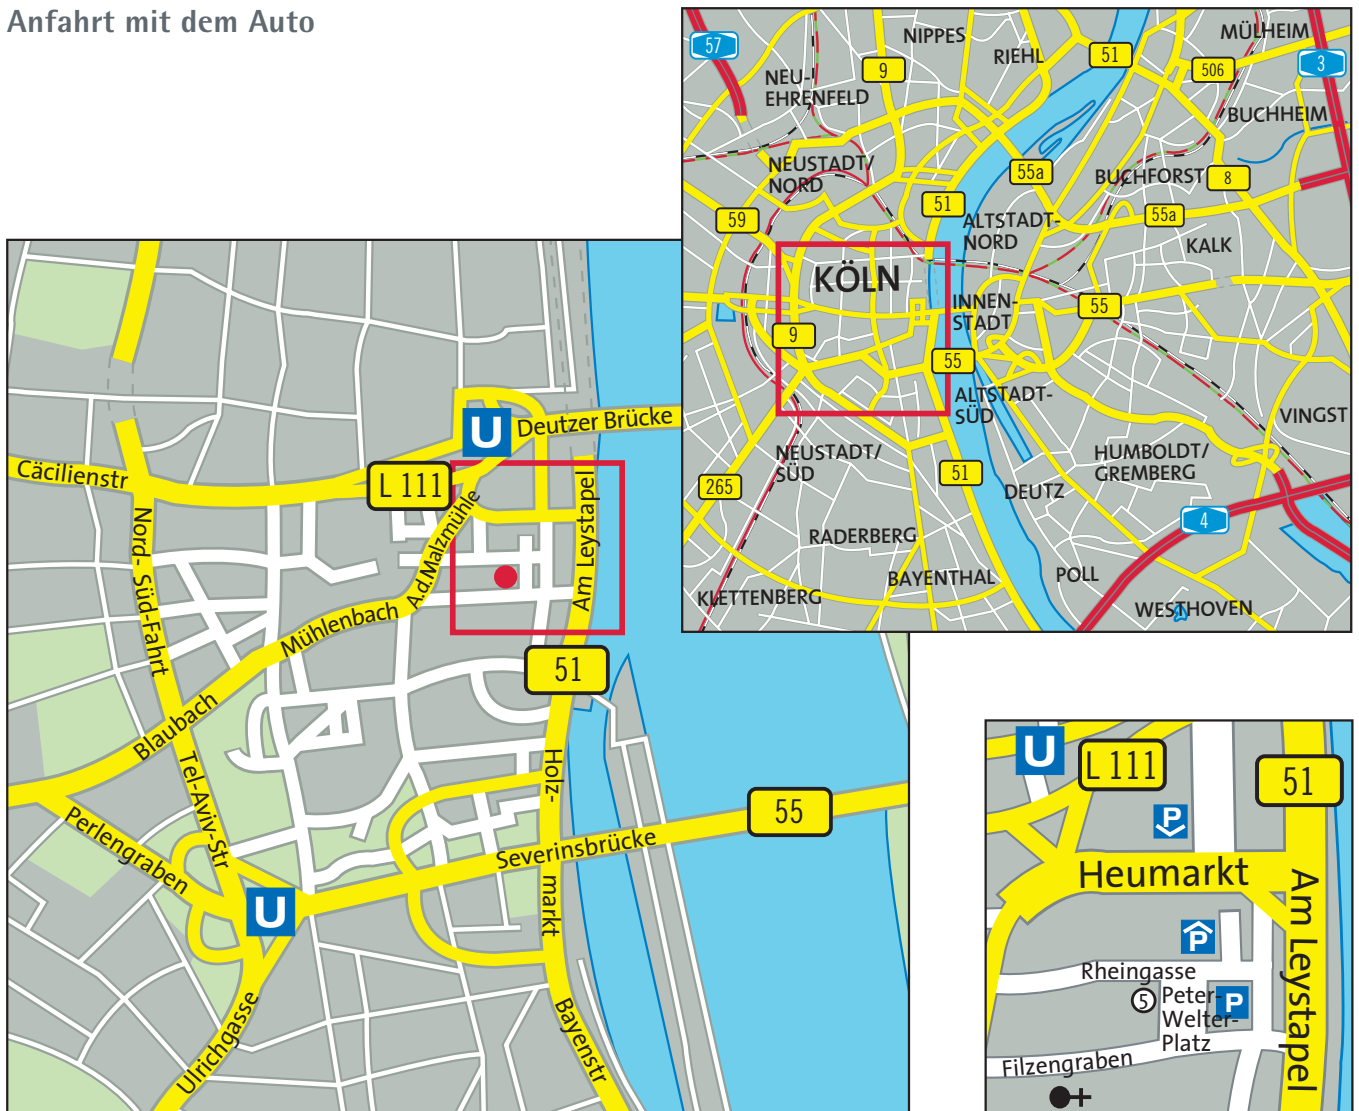 Anfahrt mit dem Auto
57
NIPPES
RIEHL
51
MÜLHEIM
9
506
3
NEU-
EHRENFELD
BUCHHEIM
NEUSTADT/
NORD
55a
BUCHFORST
8
59
51
ALTSTADT-
NORD
55a
KALK
KÖLN
INNEN-
STADT
55
9
55
ALTSTADT-
SÜD
VINGST
NEUSTADT/
SÜD
HUMBOLDT/
GREMBERG
265
51
DEUTZ
4
RADERBERG
BAYENTHAL
POLL
KLETTENBERG
WESTHOVEN
U
Deutzer Brücke
Cäcilienstr
L 111
Nord- Süd-Fahrt
A.d.Malzmühle
Am Leystapel
Mühlenbach
51
Blaubach
Tel-Aviv-Str
Holz-
markt
55
Perlengraben
Severinsbrücke
U
Ulrichgasse
Bayenstr
U
L 111
51
P
Heumarkt
Am Leystapel
P
Rheingasse
5
Peter-
Welter-
Platz
P
Filzengraben